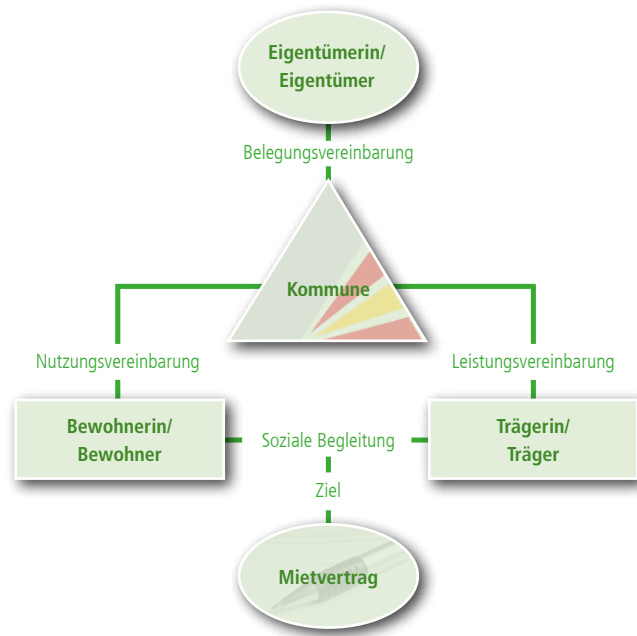 Eigentümerin/
Eigentümer
Belegungsvereinbarung
Kommune
Nutzungsvereinbarung
Leistungsvereinbarung
Bewohnerin/
Bewohner
Soziale Begleitung
Trägerin/
Träger
Ziel
Mietvertrag